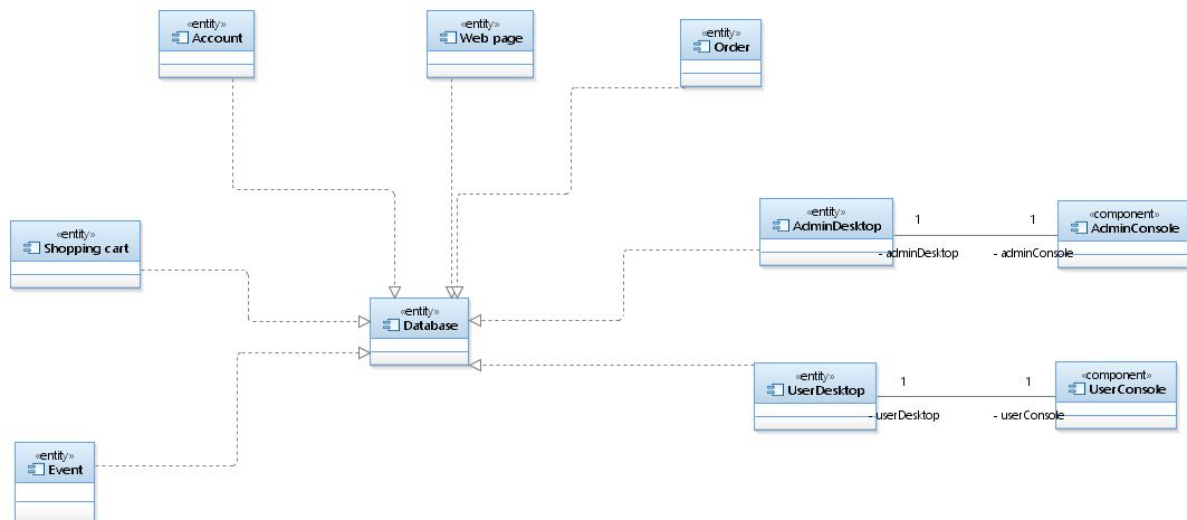 «entity»
Account
«entity»
Web page
«entity»
Order
«entity»
Shopping cart
«entity»
AdminDesktop
1
1
- adminDesktop
- adminConsole
«component»
AdminConsole
«entity»
Database
«entity»
UserDesktop
1
1
- userDesktop
- userConsole
«component»
UserConsole
«entity»
Event